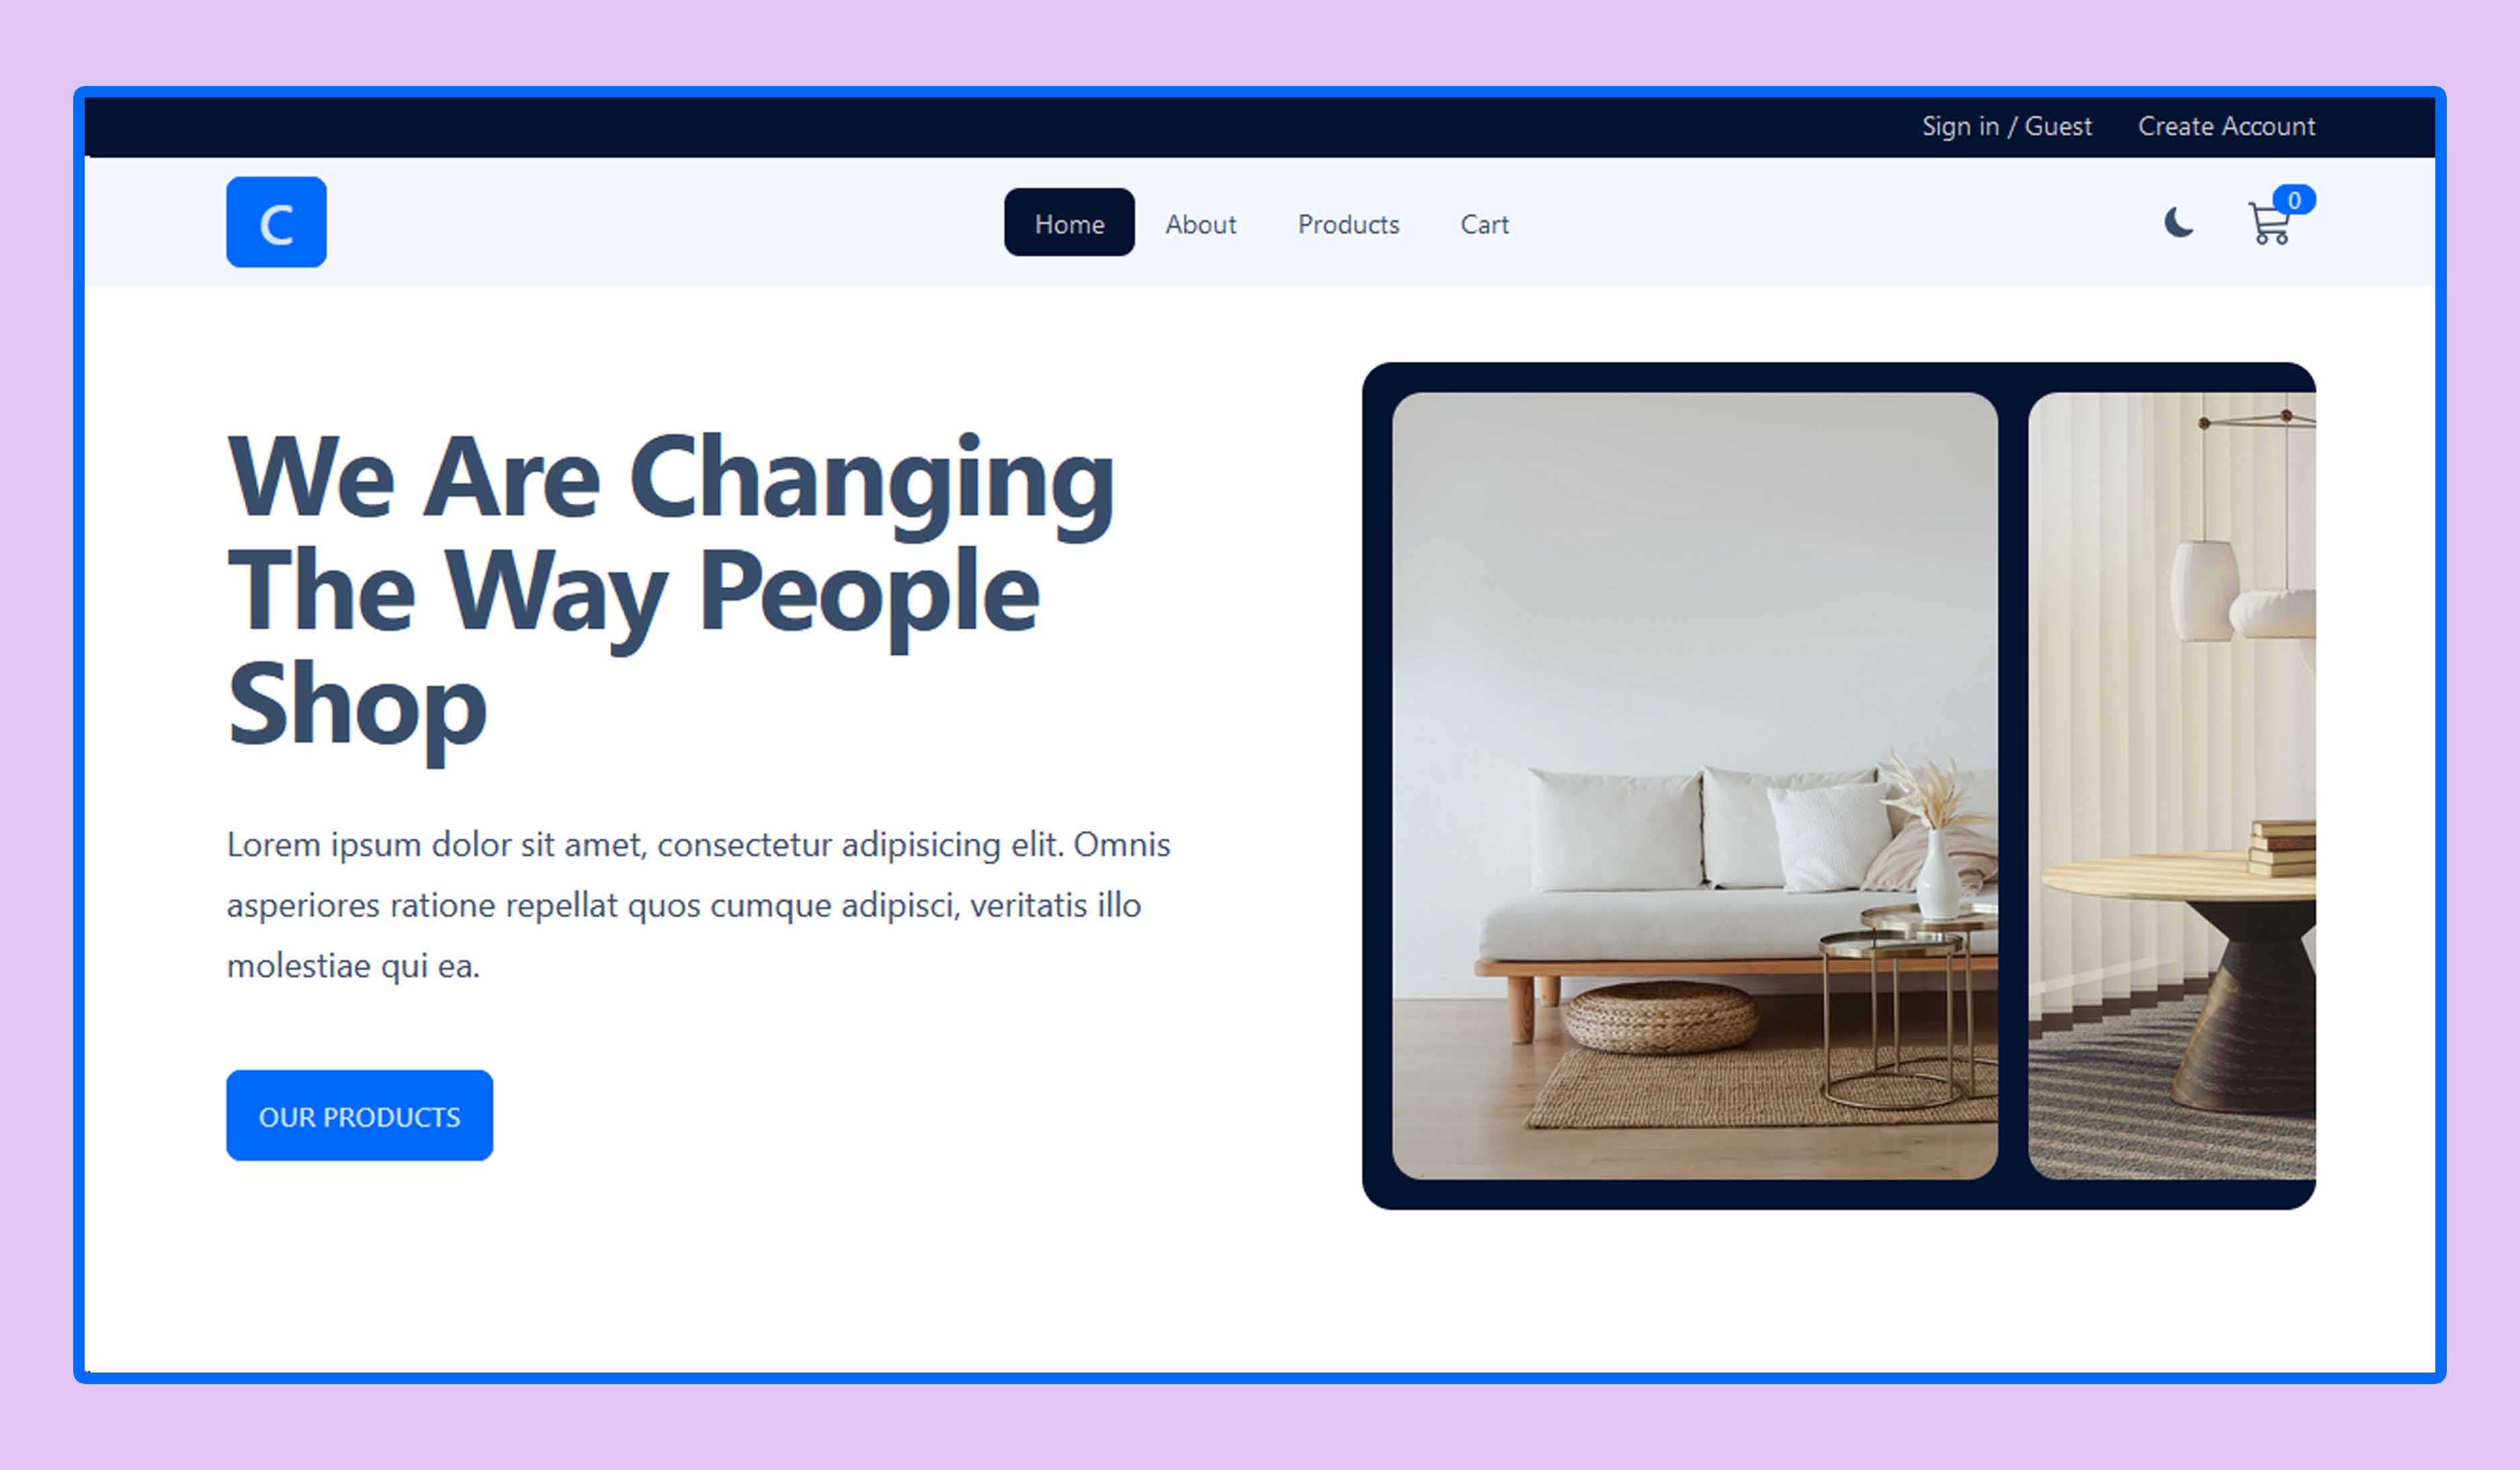 Sign in / Guest Create Account
C
Home About Products Cart
0
We Are Changing
The Way People
Shop
Lorem ipsum dolor sit amet, consectetur adipisicing elit. Omnis
asperiores ratione repellat quos cumque adipisci, veritatis illo
molestiae qui ea.
OUR PRODUCTS